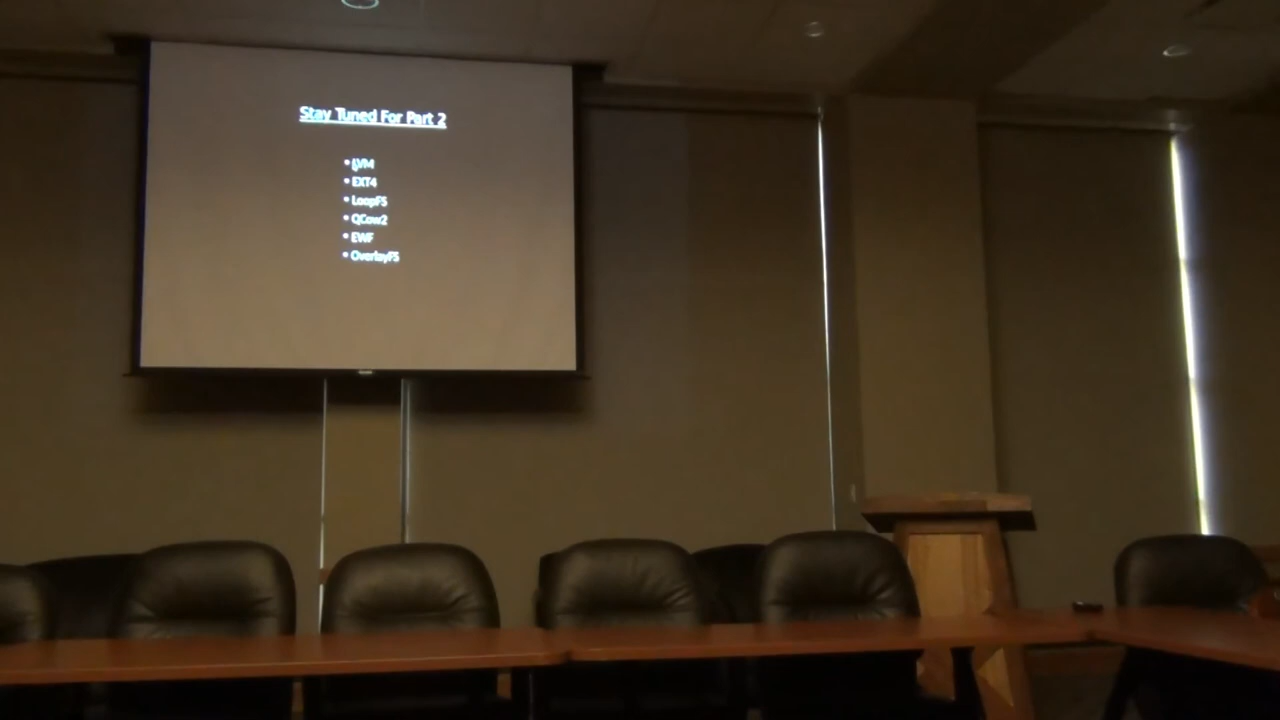 Stay Tuned For Part 2
• LVM
• EXT4
• LoopFS
• QCow2
• EWF
• OverlayFS